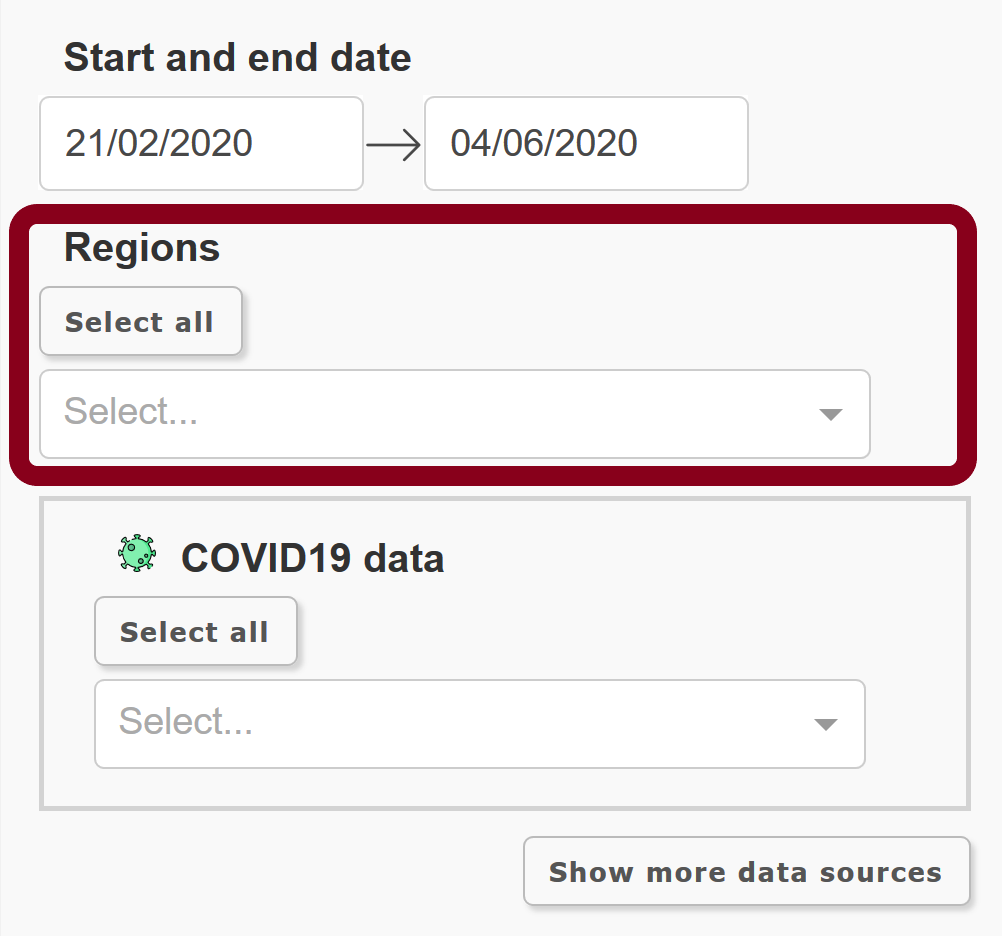 Start and end date
21/02/2020 → 04/06/2020
Regions
Select all
Select...
COVID19 data
Select all
Select...
Show more data sources